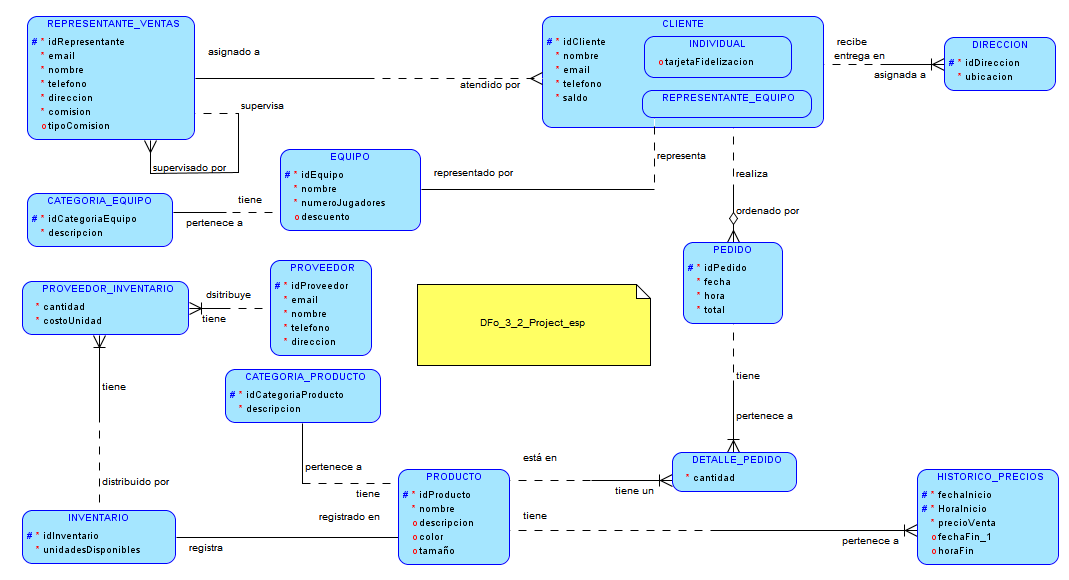 REPRESENTANTE_VENTAS
# * idRepresentante
* email
* nombre
* telefono
* direccion
* comision
o tipoComision
asignado a
atendido por
supervisa
supervisado por
CLIENTE
# * idCliente
* nombre
* email
* telefono
* saldo
INDIVIDUAL
o tarjetaFidelizacion
REPRESENTANTE_EQUIPO
recibe
entrega en
asignada a
DIRECCION
# * idDireccion
* ubicacion
EQUIPO
# * idEquipo
* nombre
* numeroJugadores
o descuento
representado por
representa
realiza
ordenado por
CATEGORIA_EQUIPO
# * idCategoriaEquipo
* descripcion
tiene
pertenece a
PEDIDO
# * idPedido
* fecha
* hora
* total
PROVEEDOR_INVENTARIO
* cantidad
* costoUnidad
dsitribuye
tiene
PROVEEDOR
# * idProveedor
* email
* nombre
* telefono
* direccion
DFo_3_2_Project_esp
tiene
distribuido por
CATEGORIA_PRODUCTO
# * idCategoriaProducto
* descripcion
pertenece a
tiene
tiene
pertenece a
DETALLE_PEDIDO
* cantidad
está en
tiene un
PRODUCTO
# * idProducto
* nombre
o descripcion
o color
o tamaño
registrado en
registra
INVENTARIO
# * idInventario
* unidadesDisponibles
tiene
pertenece a
HISTORICO_PRECIOS
# * fechaInicio
# * HoraInicio
* precioVenta
o fechaFin_1
o horaFin